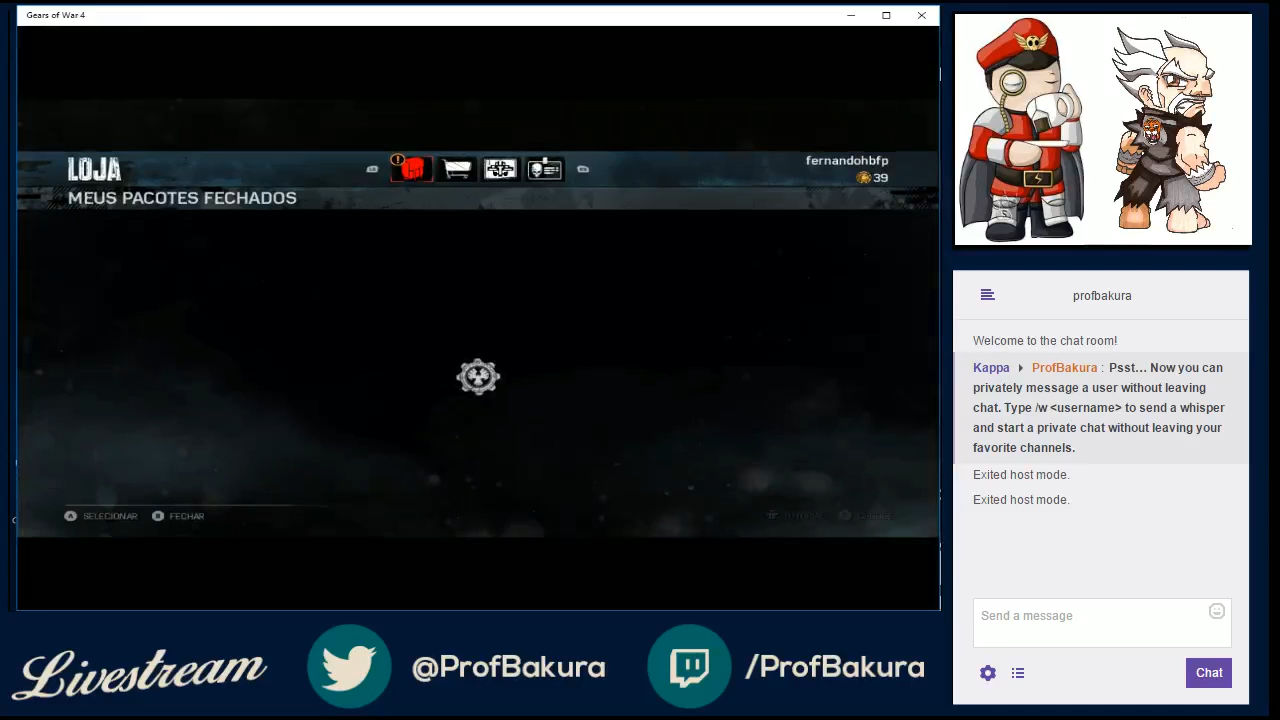 Gears of War 4
LOJA
fernandohbfp
39
MEUS PACOTES FECHADOS
A SELECIONAR
FECHAR
profbakura
Welcome to the chat room!
Kappa ProfBakura : Psst... Now you can
privately message a user without leaving
chat. Type /w <username> to send a whisper
and start a private chat without leaving your
favorite channels.
Exited host mode.
Exited host mode.
Send a message
Chat
Livestream
@ProfBakura
/ProfBakura